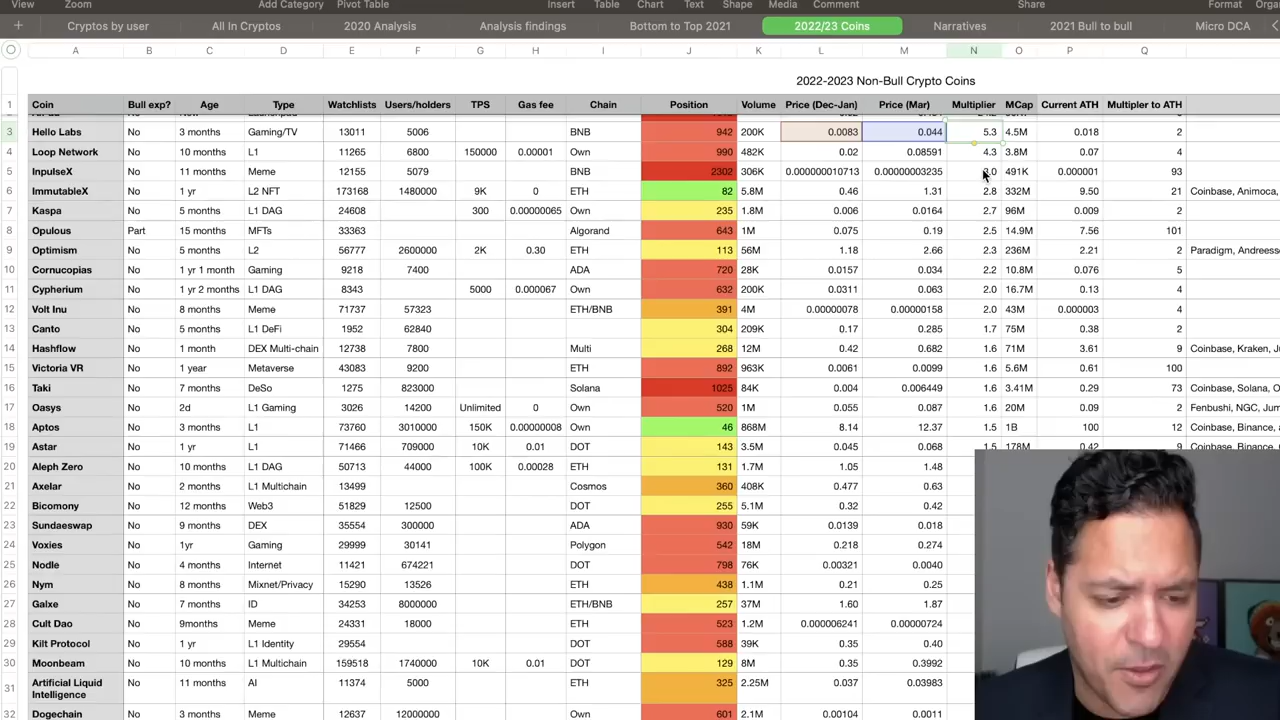 View Zoom Add Category Pivot Table Insert Table Chart Text Shape Media Comment Share Format
+ Cryptos by user All In Cryptos 2020 Analysis Analysis findings Bottom to Top 2021 2022/23 Coins Narratives 2021 Bull to bull Micro DCA
A B C D E F G H I J K L M N O P Q
2022-2023 Non-Bull Crypto Coins
1 Coin Bull exp? Age Type Watchlists Users/holders TPS Gas fee Chain Position Volume Price (Dec-Jan) Price (Mar) Multiplier MCap Current ATH Multipler to ATH
3 Hello Labs No 3 months Gaming/TV 13011 5006 BNB 942 200K 0.0083 0.044 5.3 4.5M 0.018 2
4 Loop Network No 10 months L1 11265 6800 150000 0.00001 Own 990 482K 0.02 0.08591 4.3 3.8M 0.07 4
5 InpulseX No 11 months Meme 12155 5079 BNB 2302 306K 0.000000010713 0.00000003235 3.0 491K 0.000001 93
6 ImmutableX No 1 yr L2 NFT 173168 1480000 9K 0 ETH 82 5.8M 0.46 1.31 2.8 332M 9.50 21 Coinbase, Animoca,
7 Kaspa No 5 months L1 DAG 24608 300 0.00000065 Own 235 1.8M 0.006 0.0164 2.7 96M 0.009 2
8 Opulous Part 15 months MFTs 33363 Algorand 643 1M 0.075 0.19 2.5 14.9M 7.56 101
9 Optimism No 5 months L2 56777 2600000 2K 0.30 ETH 113 56M 1.18 2.66 2.3 236M 2.21 2 Paradigm,
10 Cornucopias No 1 yr 1 month Gaming 9218 7400 ADA 720 28K 0.0157 0.034 2.2 10.8M 0.076 5
11 Cypherium No 1 yr 2 months L1 DAG 8343 5000 0.000067 Own 632 200K 0.0311 0.063 2.0 16.7M 0.13 4
12 Volt Inu No 8 months Meme 71737 57323 ETH/BNB 391 4M 0.00000078 0.00000158 2.0 43M 0.000003 4
13 Canto No 5 months L1 DeFi 1952 62840 304 209K 0.17 0.285 1.7 75M 0.38 2
14 Hashflow No 1 month DEX Multi-chain 12738 7800 Multi 268 12M 0.42 0.682 1.6 71M 3.61 9 Coinbase, Kraken,
15 Victoria VR No 1 year Metaverse 43083 9200 ETH 892 963K 0.0061 0.0099 1.6 5.6M 0.61 100
16 Taki No 7 months DeSo 1275 823000 Solana 1025 84K 0.004 0.006449 1.6 3.41M 0.29 73 Coinbase, Solana,
17 Oasys No 2d L1 Gaming 3026 14200 Unlimited 0 Own 520 1M 0.055 0.087 1.6 20M 0.09 2 Fenbushi, NGC,
18 Aptos No 3 months L1 73760 3010000 150K 0.00000008 Own 46 868M 8.14 12.37 1.5 1B 100 12 Coinbase, Binance,
19 Astar No 1 yr L1 71466 709000 10K 0.01 DOT 143 3.5M 0.045 0.068 1.5 178M 0.42 9 Coinbase, Binance,
20 Aleph Zero No 10 months L1 DAG 50713 44000 100K 0.00028 ETH 131 1.7M 1.05 1.48
21 Axelar No 2 months L1 Multichain 13499 Cosmos 360 408K 0.477 0.63
22 Bicomony No 12 months Web3 51829 12500 DOT 255 5.1M 0.32 0.42
23 Sundaeswap No 9 months DEX 35554 300000 ADA 930 59K 0.0139 0.018
24 Voxies No 1yr Gaming 29999 30141 Polygon 542 18M 0.218 0.274
25 Nodle No 4 months Internet 11421 674221 DOT 798 76K 0.00321 0.0040
26 Nym No 8 months Mixnet/Privacy 15290 13526 ETH 438 1.1M 0.21 0.25
27 Galxe No 7 months ID 34253 8000000 ETH/BNB 257 37M 1.60 1.87
28 Cult Dao No 9months Meme 24331 18000 ETH 523 1.2M 0.000006241 0.00000724
29 Kilt Protocol No 1 yr L1 Identity 29554 DOT 588 39K 0.35 0.40
30 Moonbeam No 10 months L1 Multichain 159518 1740000 10K 0.01 DOT 129 8M 0.35 0.3992
31 Artificial Liquid Intelligence No 11 months AI 11374 5000 ETH 325 2.25M 0.037 0.03983
32 Dogechain No 3 months Meme 12637 12000000 Own 601 2.1M 0.00104 0.0011